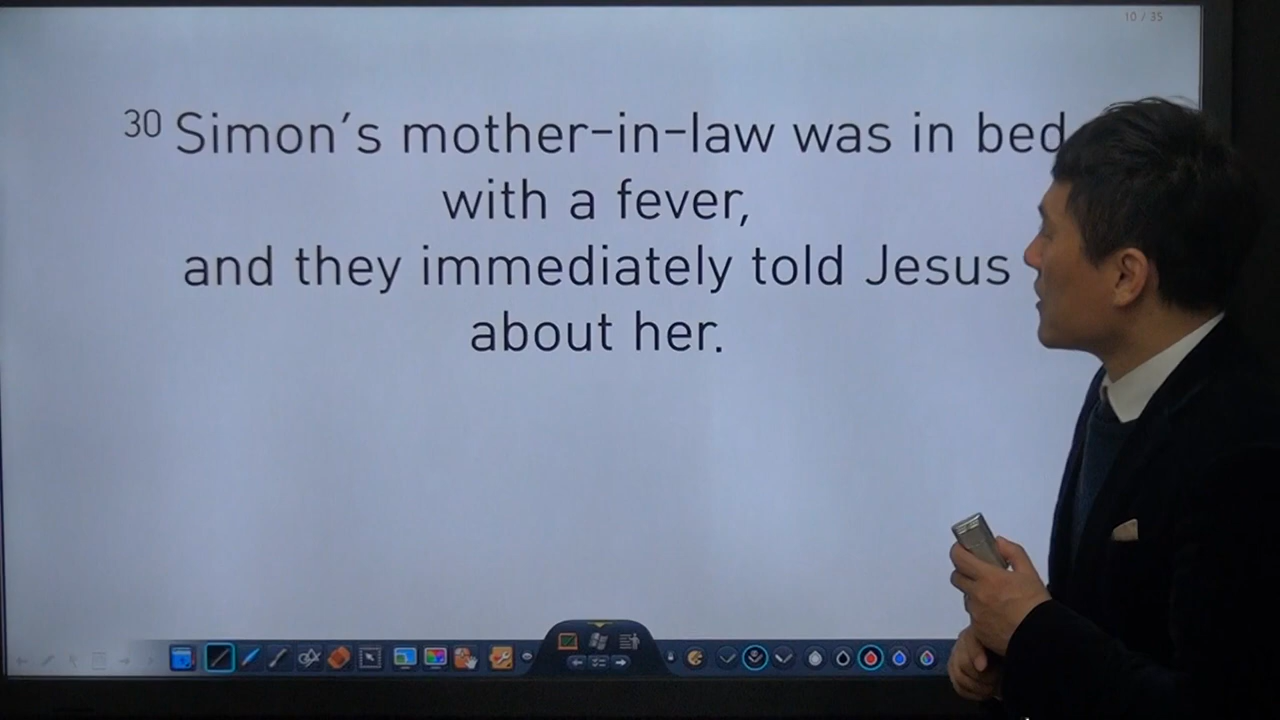 10 / 35
30 Simon's mother-in-law was in bed
with a fever,
and they immediately told Jesus
about her.